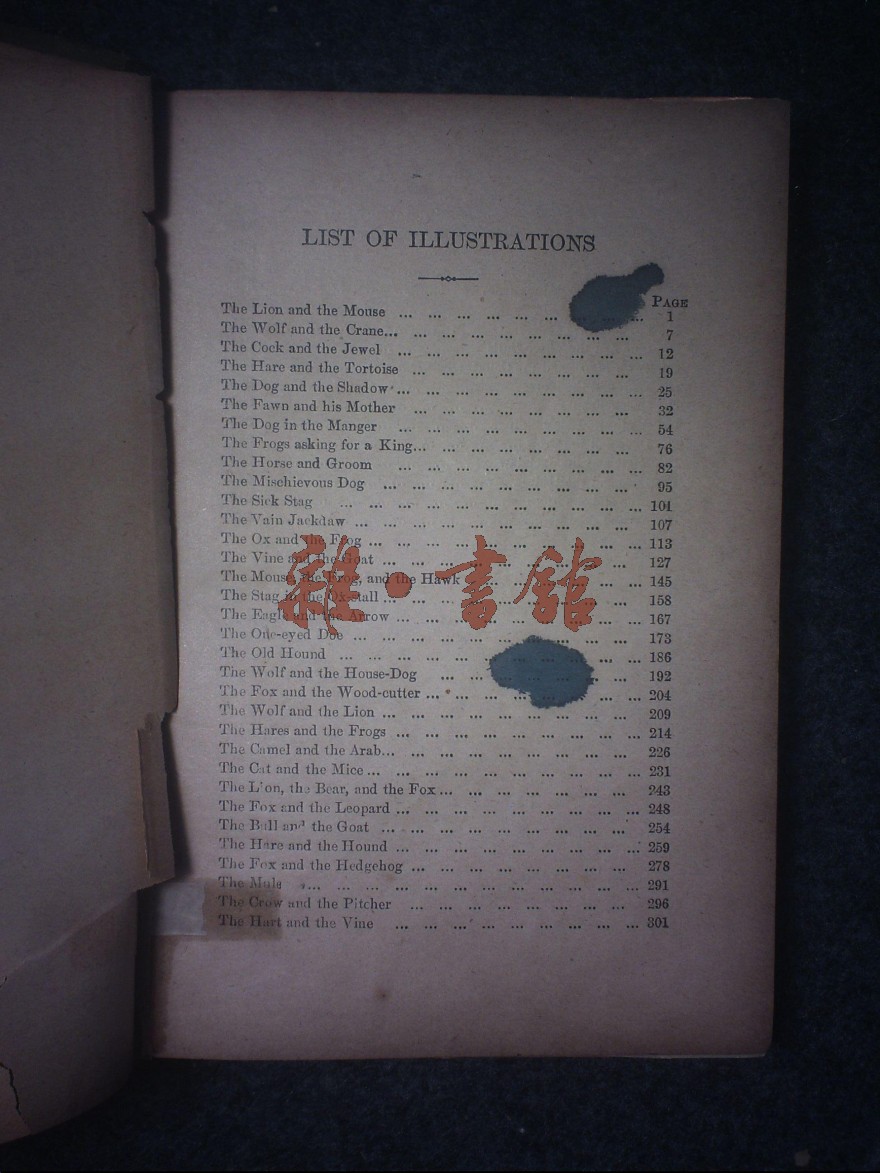 LIST OF ILLUSTRATIONS
PAGE
The Lion and the Mouse ... ... ... ... ... ... ... 1
The Wolf and the Crane... ... ... ... ... ... ... ... 7
The Cock and the Jewel ... ... ... ... ... ... ... ... ... 12
The Hare and the Tortoise ... ... ... ... ... ... ... ... 19
The Dog and the Shadow ... ... ... ... ... ... ... ... ... 25
The Fawn and his Mother ... ... ... ... ... ... ... ... 32
The Dog in the Manger ... ... ... ... ... ... ... ... ... 54
The Frogs asking for a King... ... ... ... ... ... ... ... 76
The Horse and Groom ... ... ... ... ... ... ... ... ... 82
The Mischievous Dog ... ... ... ... ... ... ... ... ... 95
The Sick Stag ... ... ... ... ... ... ... ... ... ... ... 101
The Vain Jackdaw ... ... ... ... ... ... ... ... ... ... 107
The Ox and the Frog ... ... ... ... ... ... ... ... ... ... 113
The Vine and the Goat ... ... ... ... ... ... ... ... ... 127
The Mouse, the Frog, and the Hawk ... ... ... ... ... ... 145
The Stag in the Ox-stall ... ... ... ... ... ... ... ... 158
The Eagle and the Arrow ... ... ... ... ... ... ... ... ... 167
The One-eyed Doe ... ... ... ... ... ... ... ... ... ... 173
The Old Hound ... ... ... ... ... ... ... ... ... ... ... 186
The Wolf and the House-Dog ... ... ... ... ... ... ... 192
The Fox and the Wood-cutter ... ... ... ... ... ... ... ... 204
The Wolf and the Lion ... ... ... ... ... ... ... ... ... 209
The Hares and the Frogs ... ... ... ... ... ... ... ... ... 214
The Camel and the Arab... ... ... ... ... ... ... ... ... 226
The Cat and the Mice ... ... ... ... ... ... ... ... ... ... 231
The Lion, the Bear, and the Fox ... ... ... ... ... ... ... 243
The Fox and the Leopard ... ... ... ... ... ... ... ... ... 248
The Bull and the Goat ... ... ... ... ... ... ... ... ... 254
The Hare and the Hound ... ... ... ... ... ... ... ... ... 259
The Fox and the Hedgehog ... ... ... ... ... ... ... ... 278
The Mule ... ... ... ... ... ... ... ... ... ... ... ... 291
The Crow and the Pitcher ... ... ... ... ... ... ... ... 296
The Hart and the Vine ... ... ... ... ... ... ... ... ... 301
雜·書館